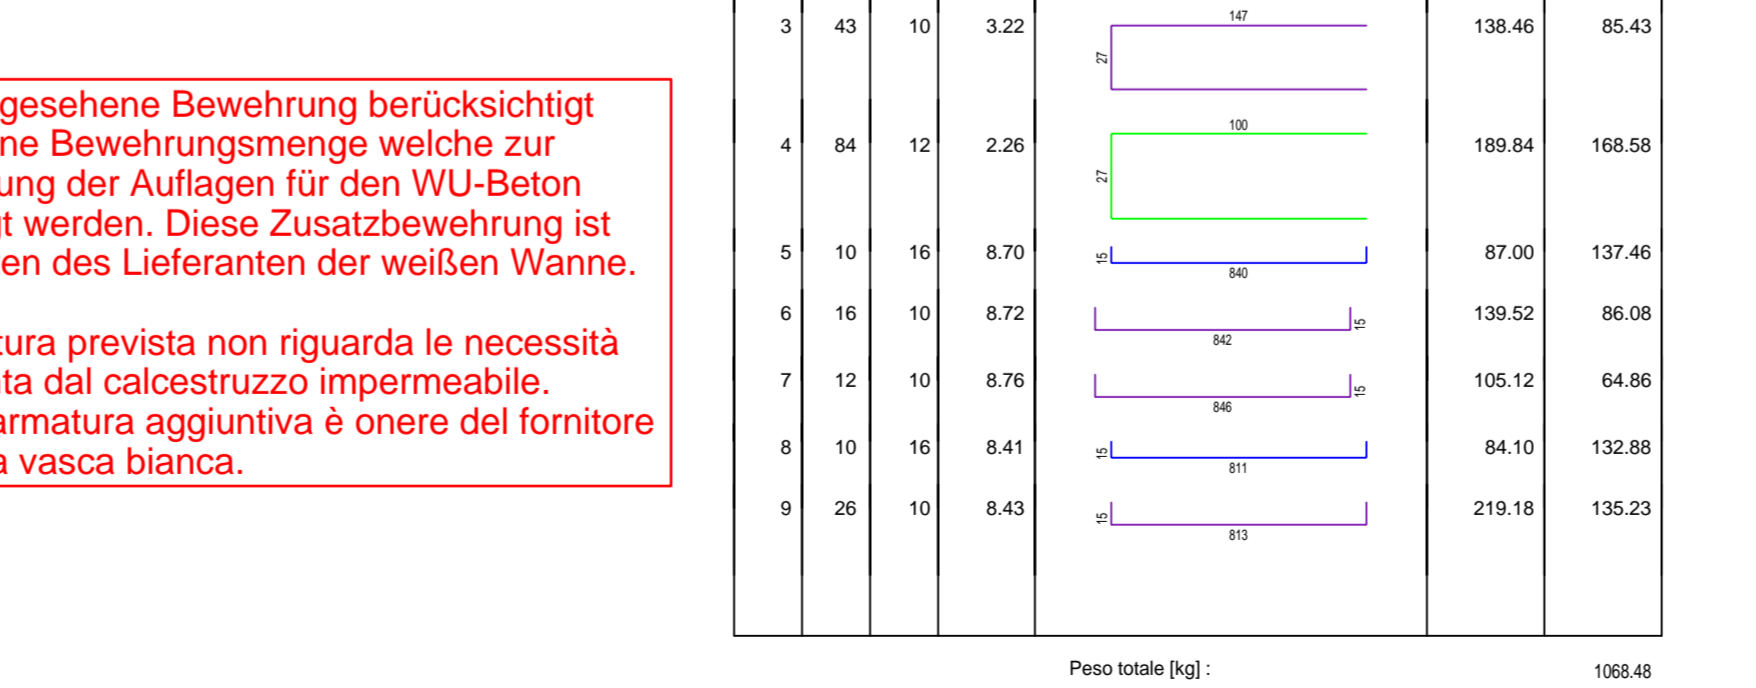 gesehene Bewehrung berücksichtigt
ne Bewehrungsmenge welche zur
ung der Auflagen für den WU-Beton
gt werden. Diese Zusatzbewehrung ist
en des Lieferanten der weißen Wanne.
tura prevista non riguarda le necessità
ta dal calcestruzzo impermeabile.
armatura aggiuntiva è onere del fornitore
a vasca bianca.
3 43 10 3.22 147 27 138.46 85.43
4 84 12 2.26 100 27 189.84 168.58
5 10 16 8.70 15 840 87.00 137.46
6 16 10 8.72 842 15 139.52 86.08
7 12 10 8.76 846 15 105.12 64.86
8 10 16 8.41 15 811 84.10 132.88
9 26 10 8.43 15 813 219.18 135.23
Peso totale [kg] : 1068.48